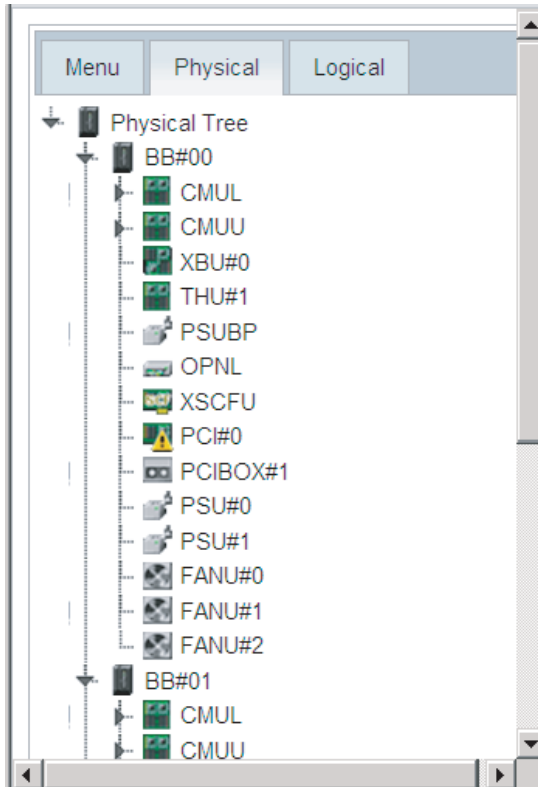 Menu Physical Logical
Physical Tree
BB#00
CMUL
CMUU
XBU#0
THU#1
PSUBP
OPNL
XSCFU
PCI#0
PCIBOX#1
PSU#0
PSU#1
FANU#0
FANU#1
FANU#2
BB#01
CMUL
CMUU